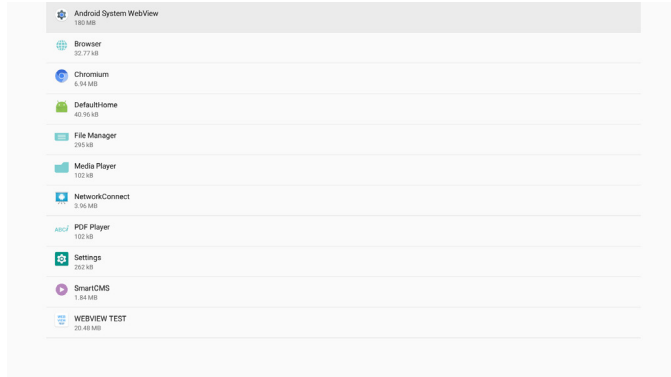 Android System WebView
180 MB
Browser
32.77 kB
Chromium
6.94 MB
DefaultHome
40.96 kB
File Manager
295 kB
Media Player
102 kB
NetworkConnect
3.96 MB
PDF Player
102 kB
Settings
262 kB
SmartCMS
1.84 MB
WEBVIEW TEST
20.48 MB